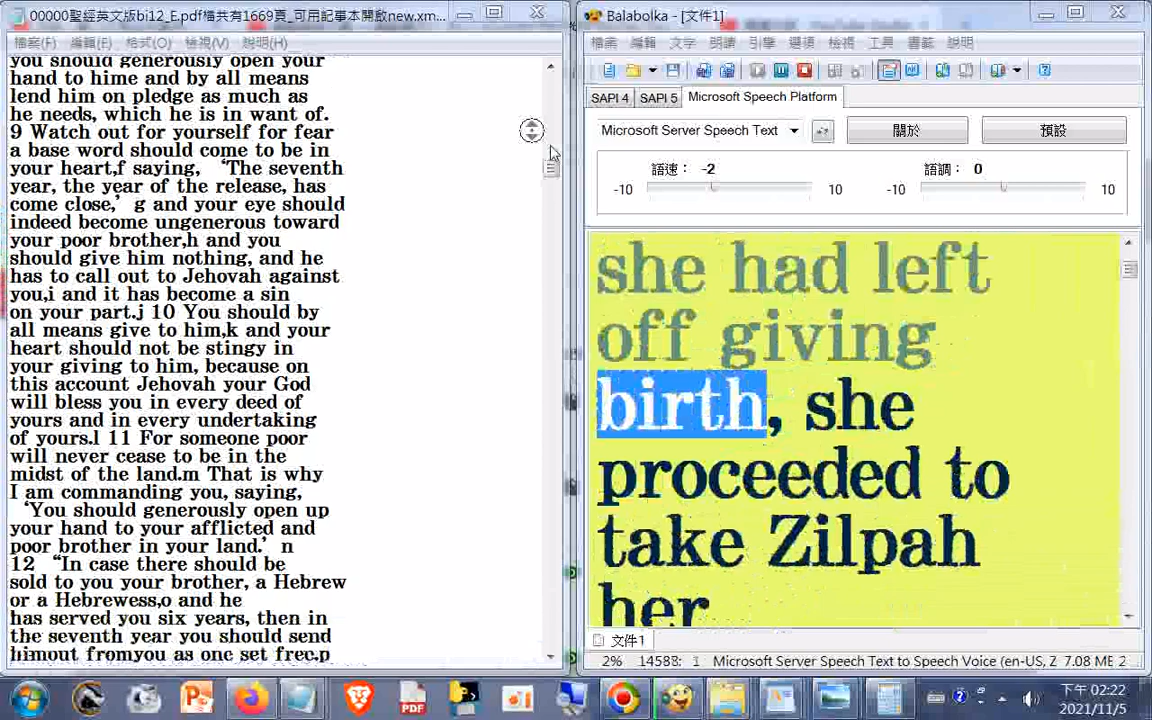 00000聖經英文版bi12_E.pdf檔共有1669頁_可用記事本開啟new.xm...
檔案(F) 編輯(E) 格式(O) 檢視(V) 說明(H)
you should generously open your
hand to hime and by all means
lend him on pledge as much as
he needs, which he is in want of.
9 Watch out for yourself for fear
a base word should come to be in
your heart,f saying, ‘The seventh
year, the year of the release, has
come close,’ g and your eye should
indeed become ungenerous toward
your poor brother,h and you
should give him nothing, and he
has to call out to Jehovah against
you,i and it has become a sin
on your part.j 10 You should by
all means give to him,k and your
heart should not be stingy in
your giving to him, because on
this account Jehovah your God
will bless you in every deed of
yours and in every undertaking
of yours.l 11 For someone poor
will never cease to be in the
midst of the land.m That is why
I am commanding you, saying,
‘You should generously open up
your hand to your afflicted and
poor brother in your land.’ n
12 “In case there should be
sold to you your brother, a Hebrew
or a Hebrewess,o and he
has served you six years, then in
the seventh year you should send
himout fromyou as one set free.p
Balabolka - [文件1]
檔案 編輯 文字 朗讀 引擎 選項 檢視 工具 書籤 說明
SAPI 4 SAPI 5 Microsoft Speech Platform
Microsoft Server Speech Text 關於 預設
語速： -2 語調： 0
-10 10 -10 10
she had left
off giving
birth, she
proceeded to
take Zilpah
her
文件1
2% 14588: 1 Microsoft Server Speech Text to Speech Voice (en-US, Z 7.08 MB 2
下午 02:22
2021/11/5